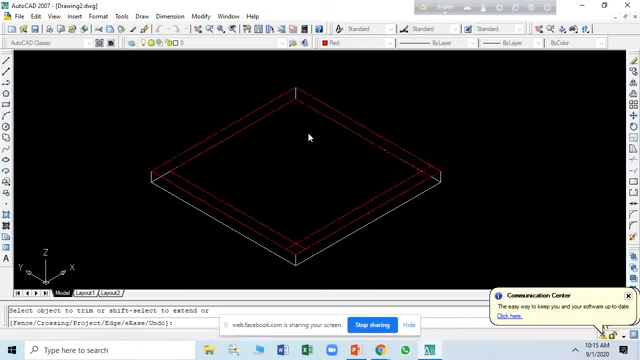 AutoCAD 2007 - [Drawing2.dwg]
English
File Edit View Insert Format Tools Draw Dimension Modify Window Help
Standard Standard Standard
AutoCAD Classic 0 Red ByLayer ByLayer ByColor
Z
Y X
Model Layout1 Layout2
Communication Center
The easy way to keep you and your software up-to-date.
Click here.
Select object to trim or shift-select to extend or
[Fence/Crossing/Project/Edge/eRase/Undo]:
web.facebook.com is sharing your screen. Stop sharing Hide
Type here to search
10:15 AM
9/1/2020